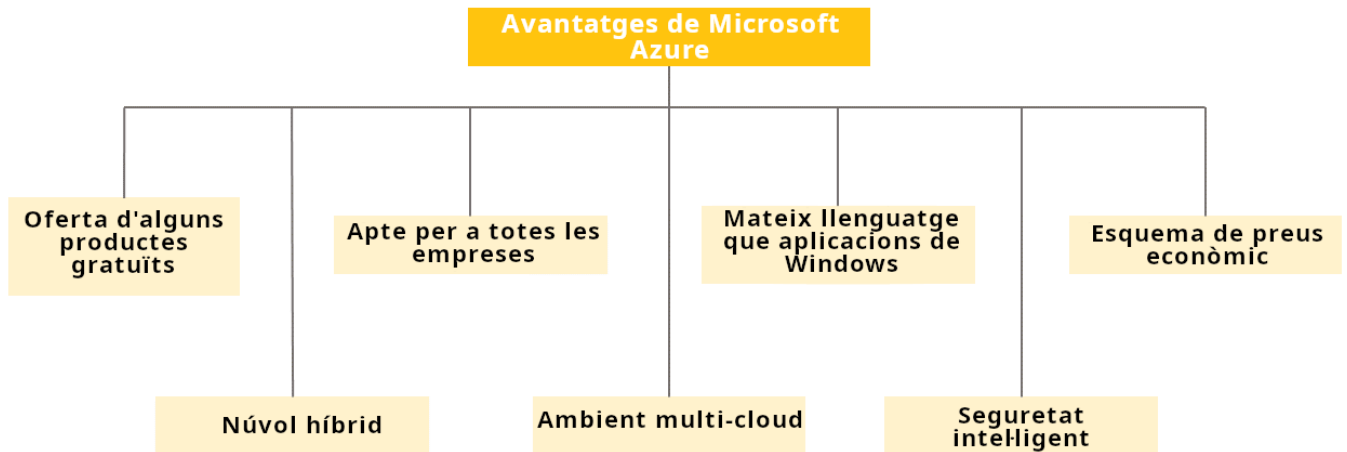 Avantatges de Microsoft
Azure
Oferta d'alguns
productes
gratuïts
Apte per a totes les
empreses
Mateix llenguatge
que aplicacions de
Windows
Esquema de preus
econòmic
Núvol híbrid
Ambient multi-cloud
Seguretat
intel·ligent